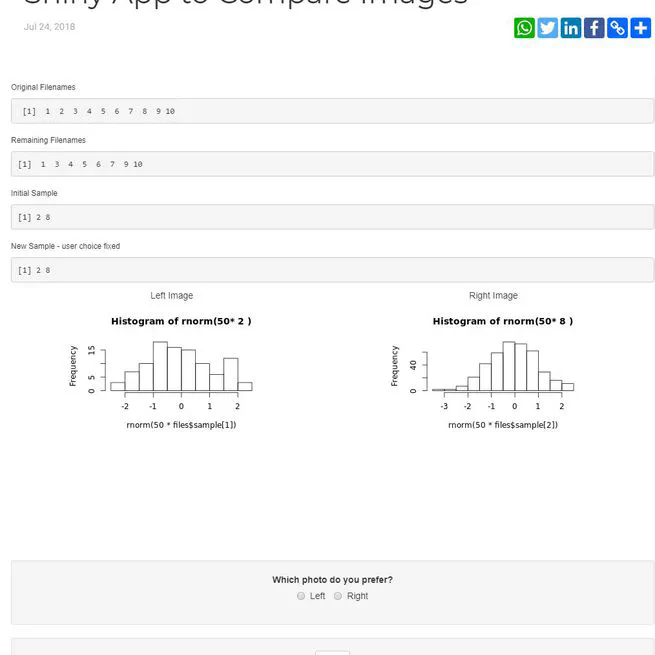 Shiny App to Compare Images
Jul 24, 2018
Original Filenames
[1] 1 2 3 4 5 6 7 8 9 10
Remaining Filenames
[1] 1 3 4 5 6 7 9 10
Initial Sample
[1] 2 8
New Sample - user choice fixed
[1] 2 8
Left Image
Right Image
Histogram of rnorm(50* 2 )
Histogram of rnorm(50* 8 )
Frequency
15
5
0
-2 -1 0 1 2
rnorm(50 * files$sample[1])
Frequency
40
0
-3 -2 -1 0 1 2
rnorm(50 * files$sample[2])
Which photo do you prefer?
Left Right